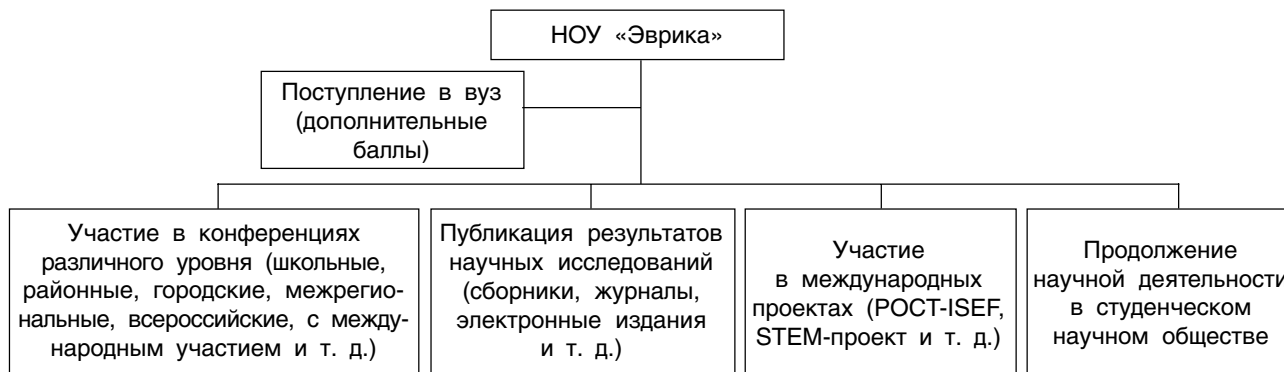 НОУ «Эврика»
Поступление в вуз
(дополнительные
баллы)
Участие в конференциях
различного уровня (школьные,
районные, городские, межрегио-
нальные, всероссийские, с между-
народным участием и т. д.)
Публикация результатов
научных исследований
(сборники, журналы,
электронные издания
и т. д.)
Участие
в международных
проектах (РОСТ-ISEF,
STEM-проект и т. д.)
Продолжение
научной деятельности
в студенческом
научном обществе